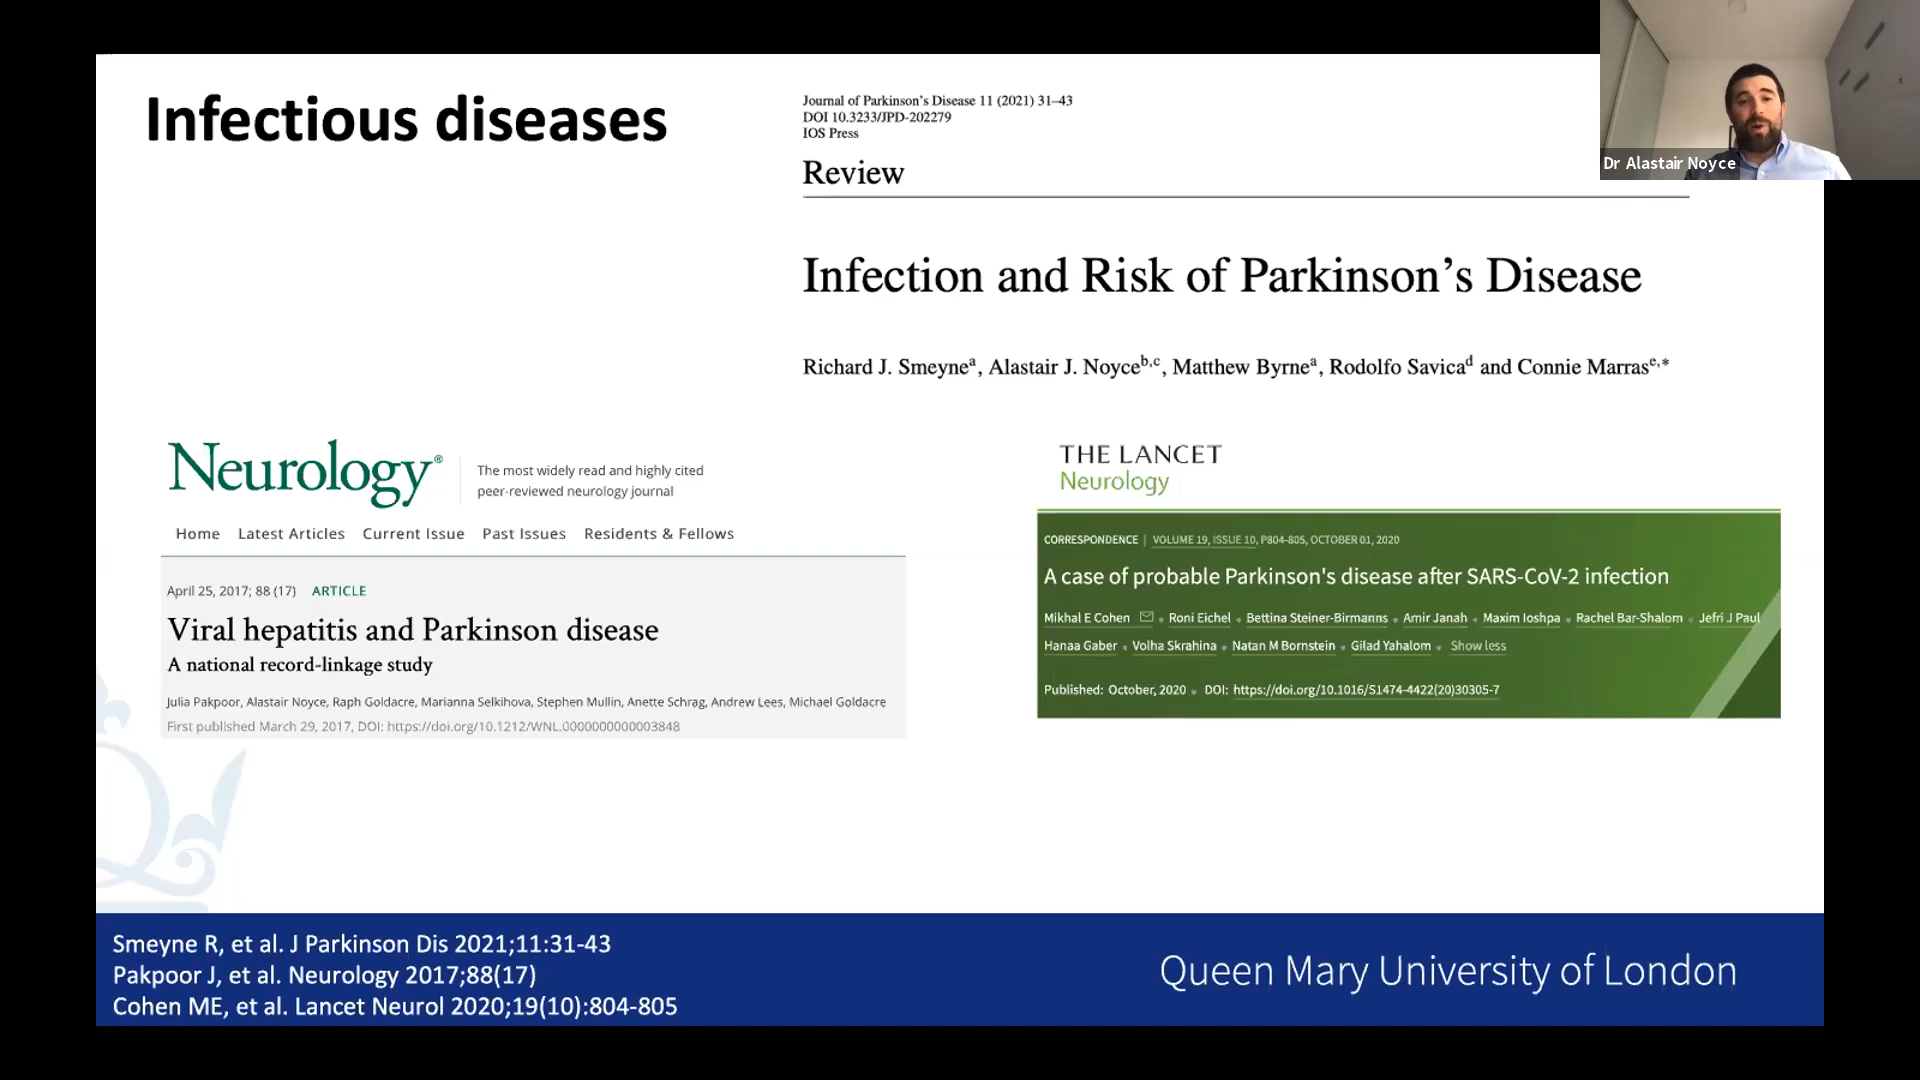 Infectious diseases
Journal of Parkinson's Disease 11 (2021) 31–43
DOI 10.3233/JPD-202279
IOS Press
Review
Dr Alastair Noyce
Infection and Risk of Parkinson's Disease
Richard J. Smeyneᵃ, Alastair J. Noyceᵇ,ᶜ, Matthew Byrneᵃ, Rodolfo Savicaᵈ and Connie Marrasᵉ,*
Neurology®
The most widely read and highly cited
peer-reviewed neurology journal
Home Latest Articles Current Issue Past Issues Residents & Fellows
April 25, 2017; 88 (17) ARTICLE
Viral hepatitis and Parkinson disease
A national record-linkage study
Julia Pakpoor, Alastair Noyce, Raph Goldacre, Marianna Selkihova, Stephen Mullin, Anette Schrag, Andrew Lees, Michael Goldacre
First published March 29, 2017, DOI: https://doi.org/10.1212/WNL.0000000000003848
THE LANCET
Neurology
CORRESPONDENCE | VOLUME 19, ISSUE 10, P804-805, OCTOBER 01, 2020
A case of probable Parkinson's disease after SARS-CoV-2 infection
Mikhal E Cohen • Roni Eichel • Bettina Steiner-Birmanns • Amir Janah • Maxim Ioshpa • Rachel Bar-Shalom • Jefri J Paul
Hanaa Gaber • Volha Skrahina • Natan M Bornstein • Gilad Yahalom • Show less
Published: October, 2020 • DOI: https://doi.org/10.1016/S1474-4422(20)30305-7
Smeyne R, et al. J Parkinson Dis 2021;11:31-43
Pakpoor J, et al. Neurology 2017;88(17)
Cohen ME, et al. Lancet Neurol 2020;19(10):804-805
Queen Mary University of London